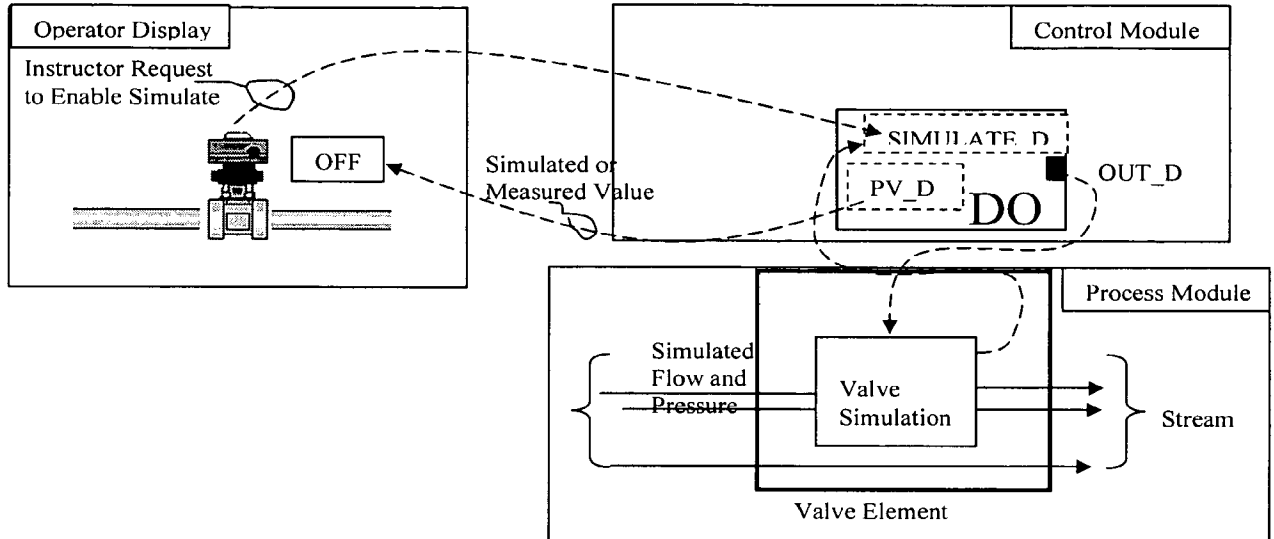 Operator Display
Instructor Request
to Enable Simulate
OFF
Simulated or
Measured Value
Control Module
SIMULATE_D
PV_D
DO
OUT_D
Process Module
Simulated
Flow and
Pressure
Valve
Simulation
Stream
Valve Element